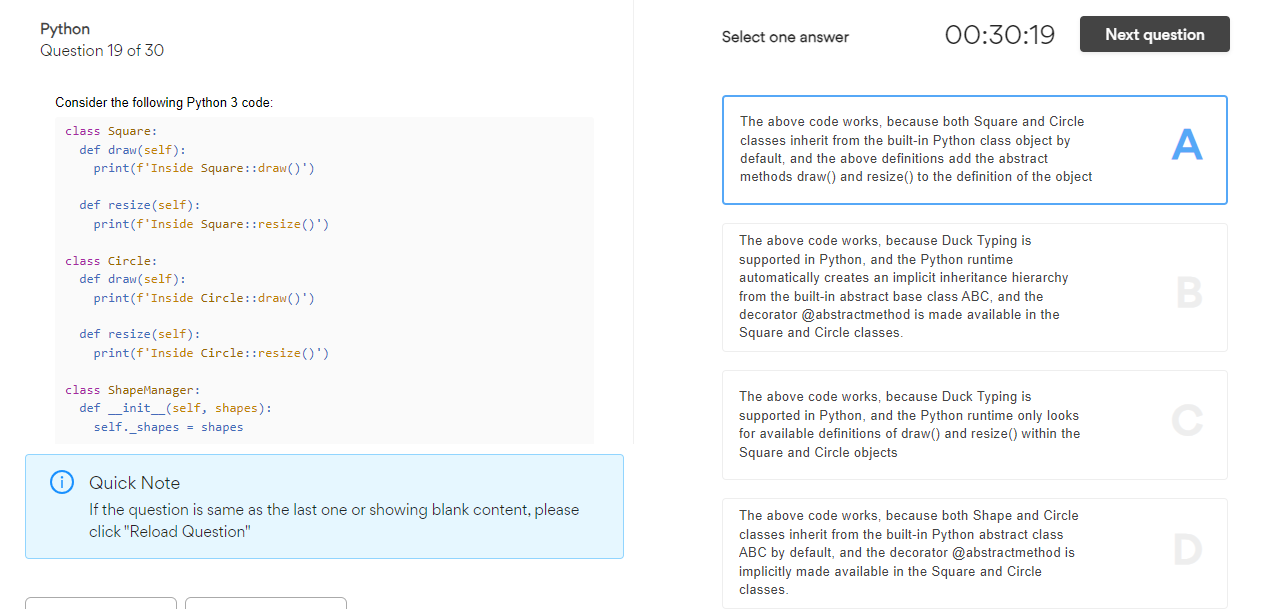 Python
Question 19 of 30
Select one answer
00:30:19
Next question
Consider the following Python 3 code:
class Square:
  def draw(self):
    print(f'Inside Square::draw()')

  def resize(self):
    print(f'Inside Square::resize()')

class Circle:
  def draw(self):
    print(f'Inside Circle::draw()')

  def resize(self):
    print(f'Inside Circle::resize()')

class ShapeManager:
  def __init__(self, shapes):
    self._shapes = shapes
Quick Note
If the question is same as the last one or showing blank content, please
click "Reload Question"
The above code works, because both Square and Circle
classes inherit from the built-in Python class object by
default, and the above definitions add the abstract
methods draw() and resize() to the definition of the object
A
The above code works, because Duck Typing is
supported in Python, and the Python runtime
automatically creates an implicit inheritance hierarchy
from the built-in abstract base class ABC, and the
decorator @abstractmethod is made available in the
Square and Circle classes.
B
The above code works, because Duck Typing is
supported in Python, and the Python runtime only looks
for available definitions of draw() and resize() within the
Square and Circle objects
C
The above code works, because both Shape and Circle
classes inherit from the built-in Python abstract class
ABC by default, and the decorator @abstractmethod is
implicitly made available in the Square and Circle
classes.
D